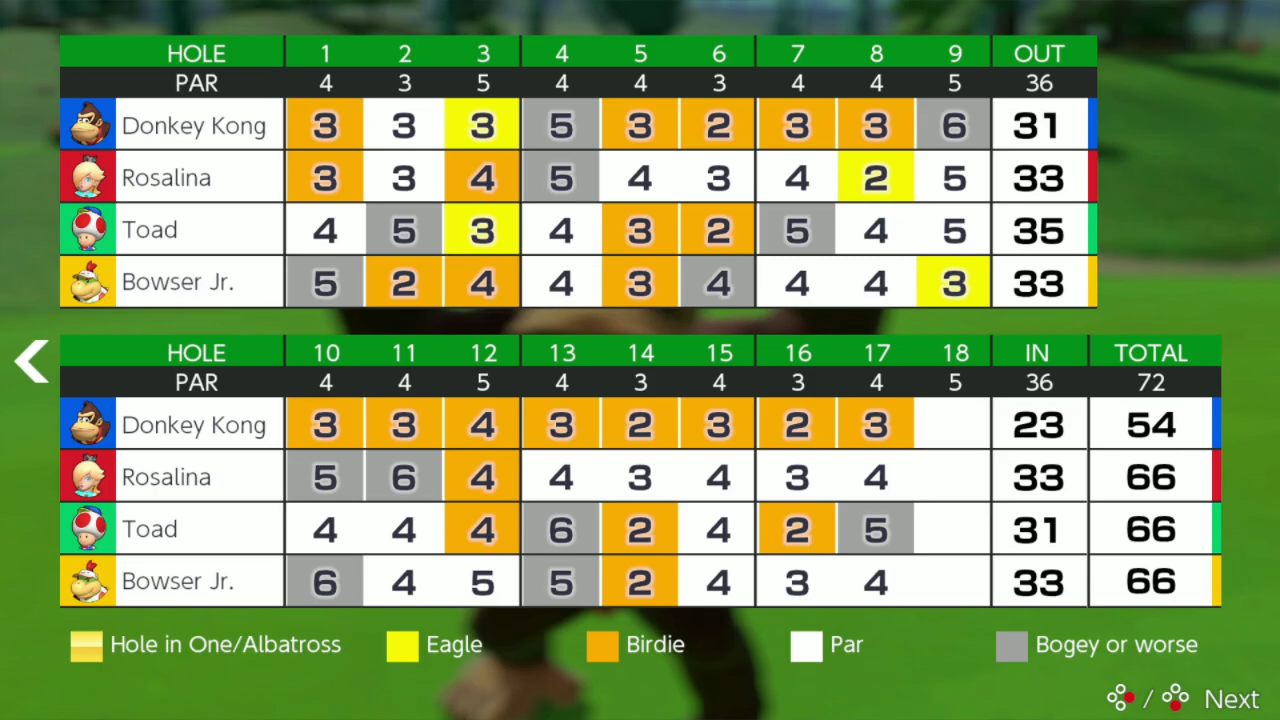 HOLE 1 2 3 4 5 6 7 8 9 OUT
PAR 4 3 5 4 4 3 4 4 5 36
Donkey Kong 3 3 3 5 3 2 3 3 6 31
Rosalina 3 3 4 5 4 3 4 2 5 33
Toad 4 5 3 4 3 2 5 4 5 35
Bowser Jr. 5 2 4 4 3 4 4 4 3 33
HOLE 10 11 12 13 14 15 16 17 18 IN TOTAL
PAR 4 4 5 4 3 4 3 4 5 36 72
Donkey Kong 3 3 4 3 2 3 2 3 23 54
Rosalina 5 6 4 4 3 4 3 4 33 66
Toad 4 4 4 6 2 4 2 5 31 66
Bowser Jr. 6 4 5 5 2 4 3 4 33 66
Hole in One/Albatross Eagle Birdie Par Bogey or worse
/ Next